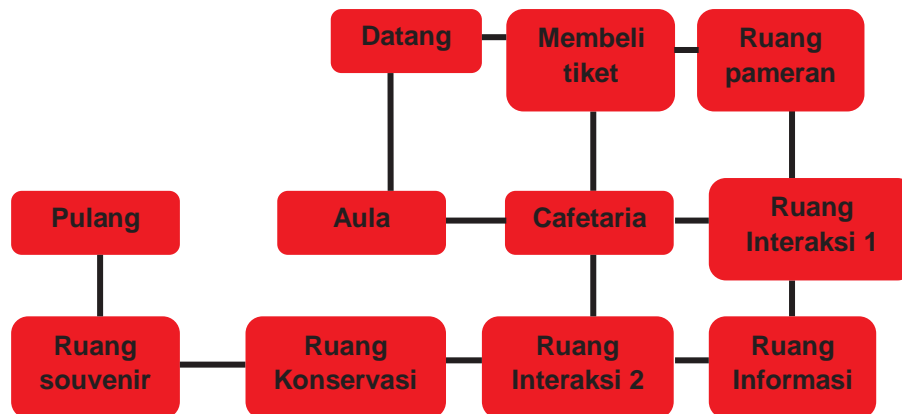 Datang
Membeli
tiket
Ruang
pameran
Pulang
Aula
Cafetaria
Ruang
Interaksi 1
Ruang
souvenir
Ruang
Konservasi
Ruang
Interaksi 2
Ruang
Informasi